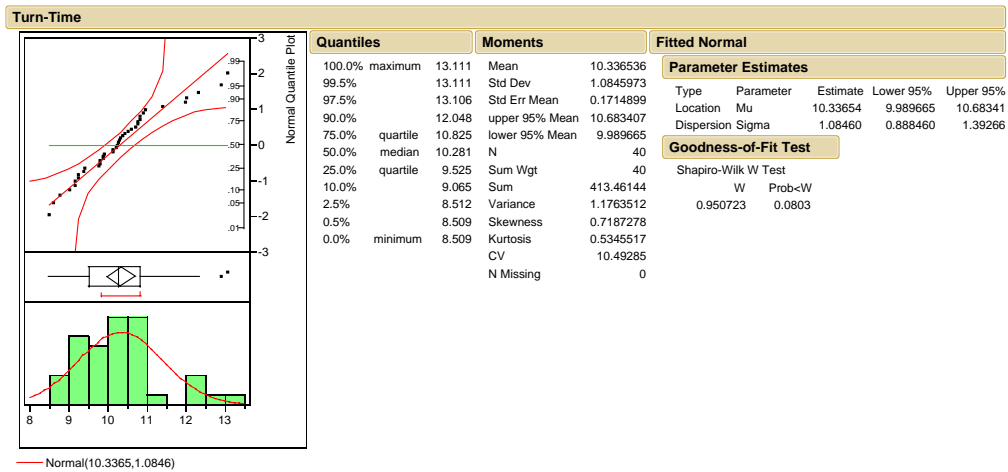 Turn-Time
3
2
1
0
-1
-2
-3
.99
.95
.90
.75
.50
.25
.10
.05
.01
Normal Quantile Plot
8 9 10 11 12 13
Normal(10.3365,1.0846)
Quantiles
100.0% maximum 13.111
99.5% 13.111
97.5% 13.106
90.0% 12.048
75.0% quartile 10.825
50.0% median 10.281
25.0% quartile 9.525
10.0% 9.065
2.5% 8.512
0.5% 8.509
0.0% minimum 8.509
Moments
Mean 10.336536
Std Dev 1.0845973
Std Err Mean 0.1714899
upper 95% Mean 10.683407
lower 95% Mean 9.989665
N 40
Sum Wgt 40
Sum 413.46144
Variance 1.1763512
Skewness 0.7187278
Kurtosis 0.5345517
CV 10.49285
N Missing 0
Fitted Normal
Parameter Estimates
Type Parameter Estimate Lower 95% Upper 95%
Location Mu 10.33654 9.989665 10.68341
Dispersion Sigma 1.08460 0.888460 1.39266
Goodness-of-Fit Test
Shapiro-Wilk W Test
W Prob<W
0.950723 0.0803